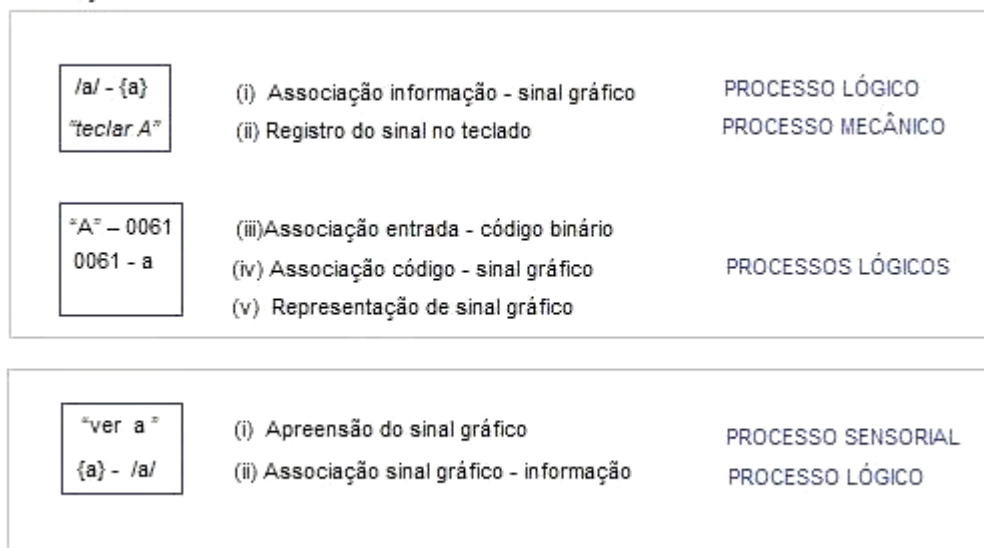 /a/ - {a} (i) Associação informação - sinal gráfico PROCESSO LÓGICO
"teclar A" (ii) Registro do sinal no teclado PROCESSO MECÂNICO
"A" – 0061 (iii)Associação entrada - código binário
0061 - a (iv) Associação código - sinal gráfico PROCESSOS LÓGICOS
(v) Representação de sinal gráfico
"ver a" (i) Apreensão do sinal gráfico PROCESSO SENSORIAL
{a} - /a/ (ii) Associação sinal gráfico - informação PROCESSO LÓGICO